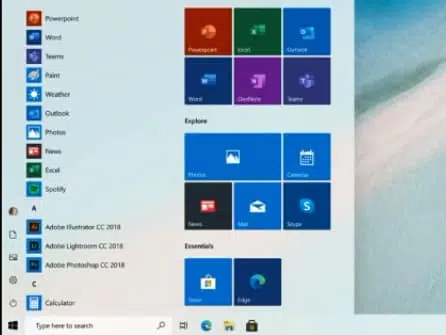 Powerpoint
Word
Teams
Paint
Weather
Outlook
Photos
News
Excel
Spotify
A
Adobe Illustrator CC 2018
Adobe Lightroom CC 2018
Adobe Photoshop CC 2018
C
Calculator
Powerpoint
Excel
Outlook
Word
OneNote
Teams
Explore
Photos
Calendar
News
Mail
Skype
Essentials
Store
Edge
Type here to search